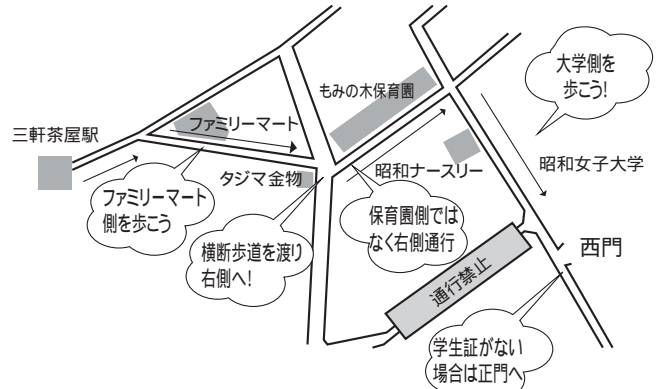 大学側を
歩こう!
もみの木保育園
ファミリーマート
三軒茶屋駅
昭和女子大学
タジマ金物
昭和ナースリー
ファミリーマート
側を歩こう
保育園側では
なく右側通行
横断歩道を渡り
右側へ!
西門
通行禁止
学生証がない
場合は正門へ